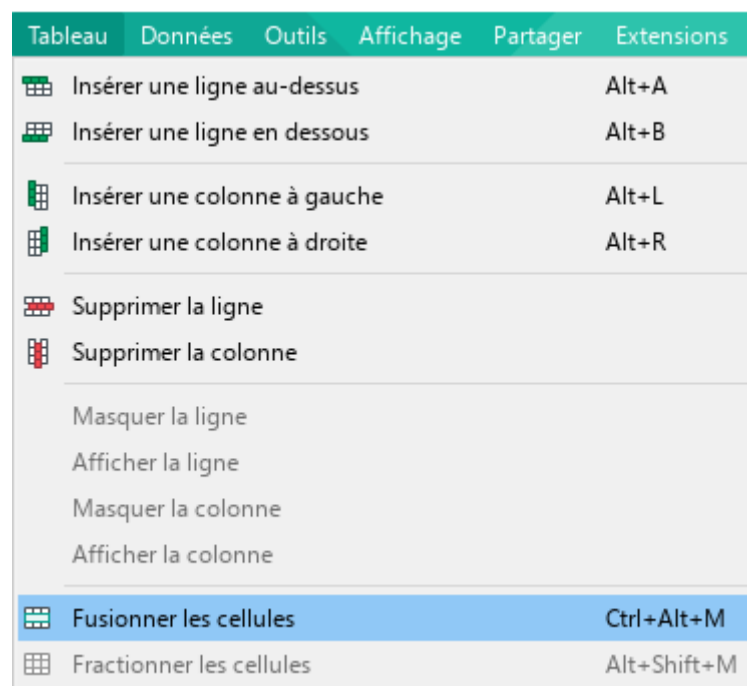 Tableau Données Outils Affichage Partager Extensions
Insérer une ligne au-dessus Alt+A
Insérer une ligne en dessous Alt+B
Insérer une colonne à gauche Alt+L
Insérer une colonne à droite Alt+R
Supprimer la ligne
Supprimer la colonne
Masquer la ligne
Afficher la ligne
Masquer la colonne
Afficher la colonne
Fusionner les cellules Ctrl+Alt+M
Fractionner les cellules Alt+Shift+M